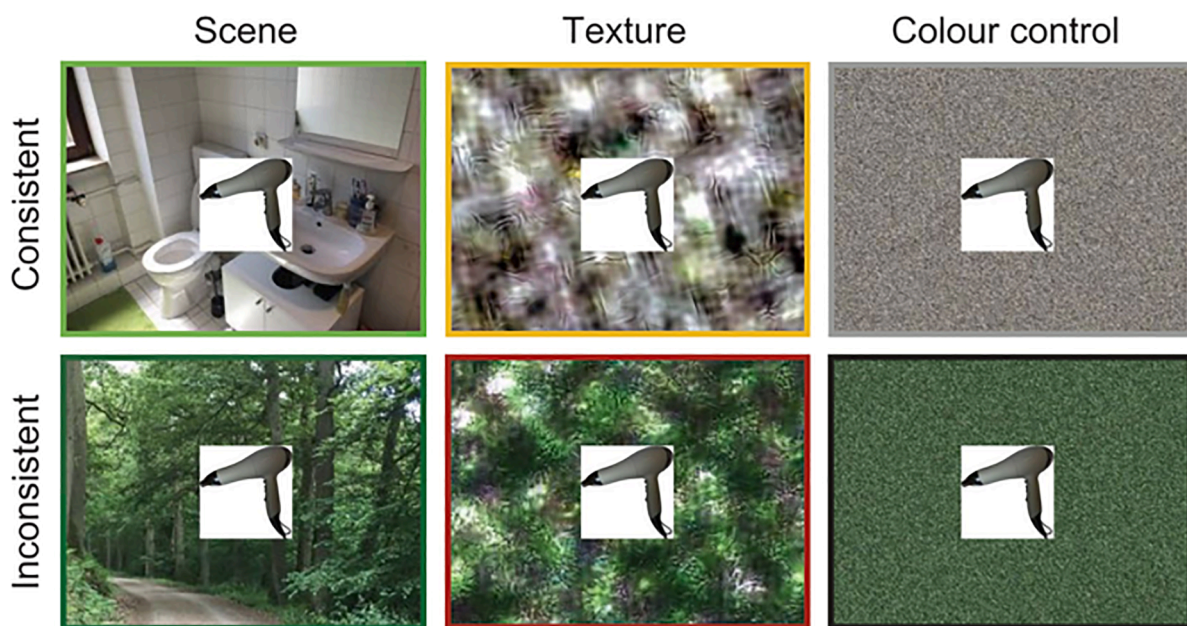 Scene
Texture
Colour control
Consistent
Inconsistent